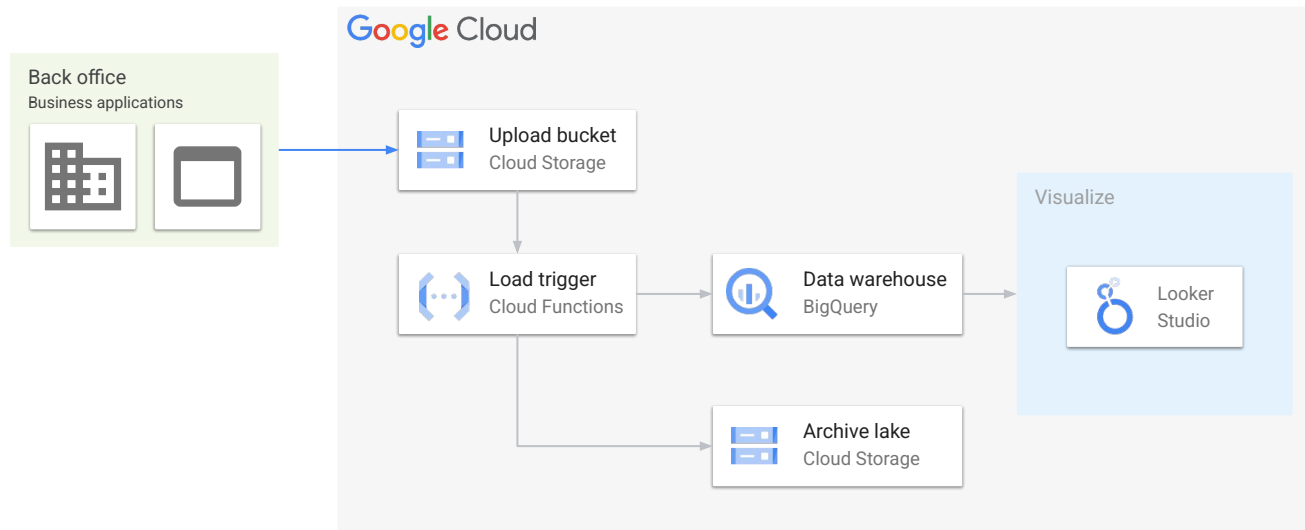 Google Cloud
Back office
Business applications
Upload bucket
Cloud Storage
Visualize
Load trigger
Cloud Functions
Data warehouse
BigQuery
Looker
Studio
Archive lake
Cloud Storage